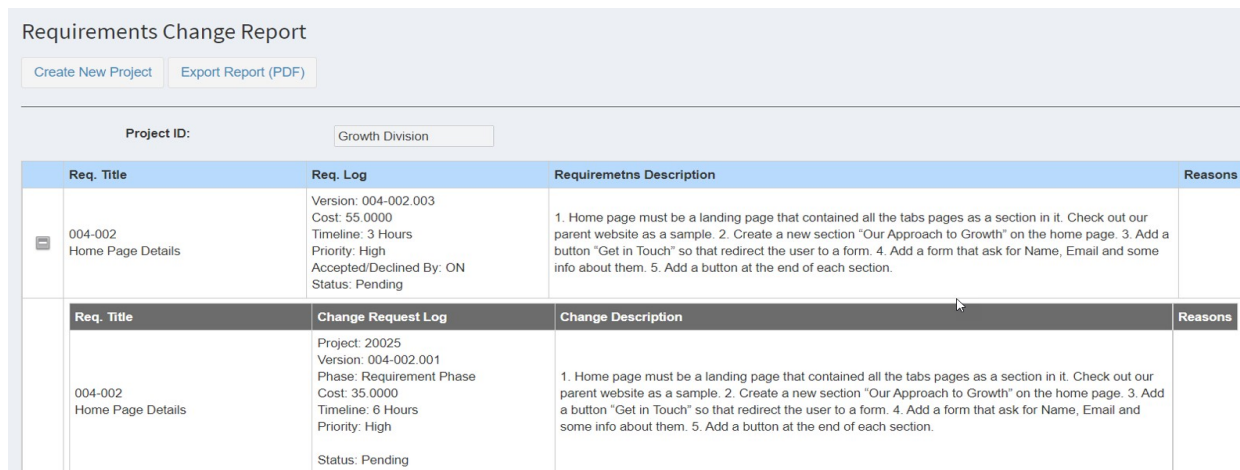 Requirements Change Report
Create New Project Export Report (PDF)
Project ID: Growth Division
Req. Title Req. Log Requiremetns Description Reasons
004-002
Home Page Details
Version: 004-002.003
Cost: 55.0000
Timeline: 3 Hours
Priority: High
Accepted/Declined By: ON
Status: Pending
1. Home page must be a landing page that contained all the tabs pages as a section in it. Check out our
parent website as a sample. 2. Create a new section “Our Approach to Growth” on the home page. 3. Add a
button “Get in Touch” so that redirect the user to a form. 4. Add a form that ask for Name, Email and some
info about them. 5. Add a button at the end of each section.
Req. Title Change Request Log Change Description Reasons
004-002
Home Page Details
Project: 20025
Version: 004-002.001
Phase: Requirement Phase
Cost: 35.0000
Timeline: 6 Hours
Priority: High
Status: Pending
1. Home page must be a landing page that contained all the tabs pages as a section in it. Check out our
parent website as a sample. 2. Create a new section “Our Approach to Growth” on the home page. 3. Add
a button “Get in Touch” so that redirect the user to a form. 4. Add a form that ask for Name, Email and
some info about them. 5. Add a button at the end of each section.